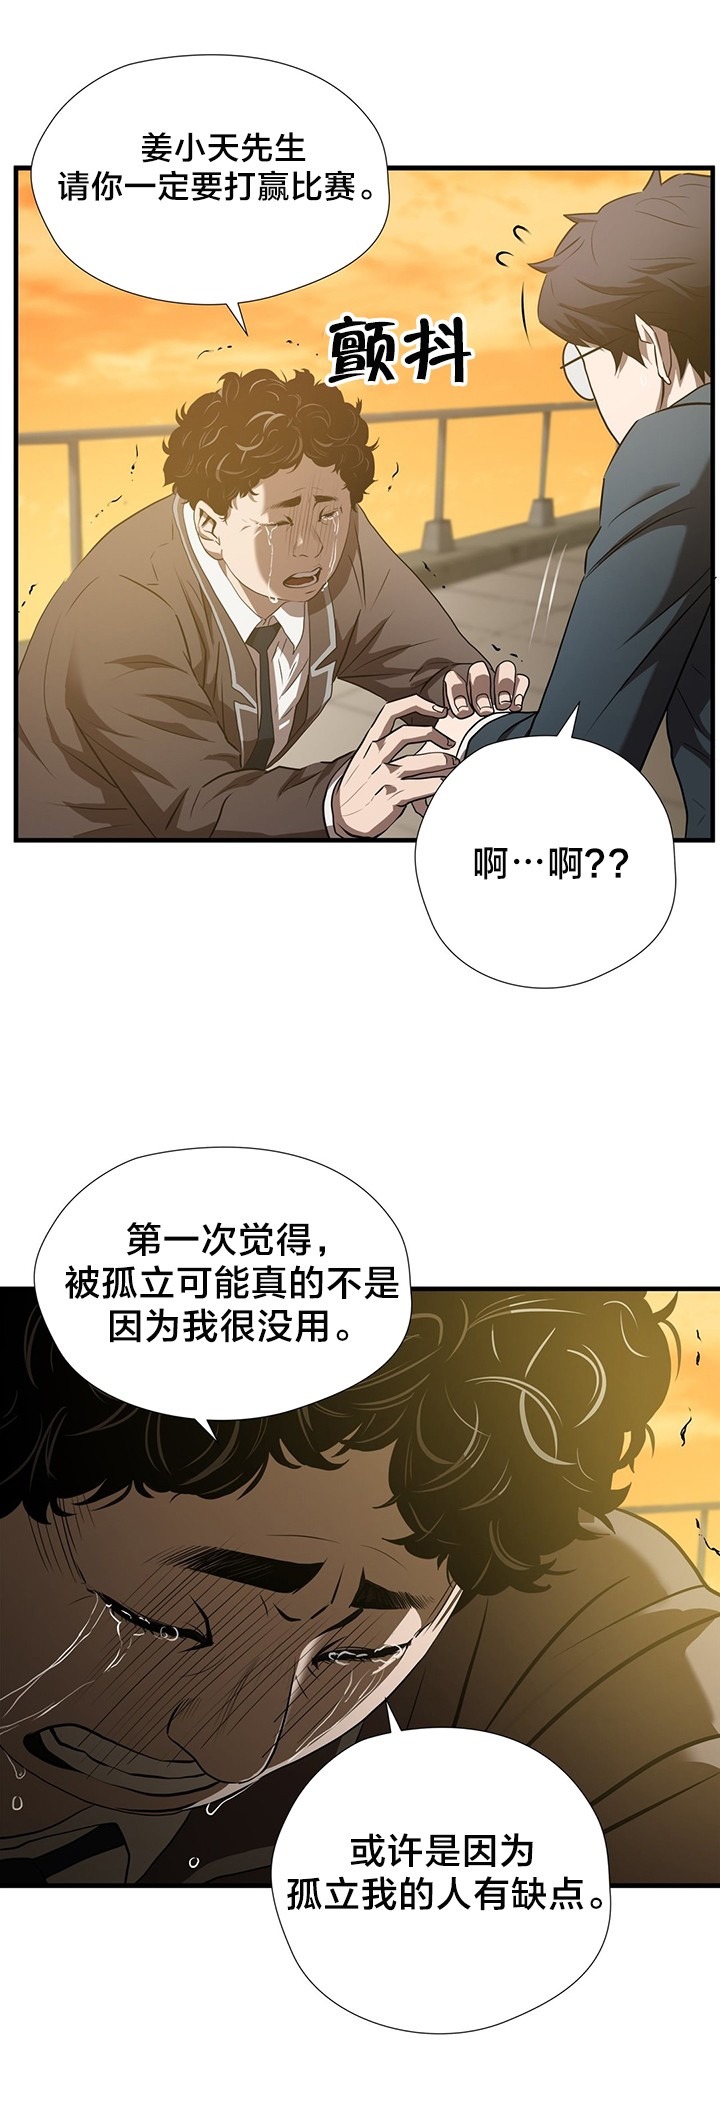 姜小天先生
请你一定要打赢比赛。
颤抖
啊…啊??
第一次觉得，
被孤立可能真的不是
因为我很没用。
或许是因为
孤立我的人有缺点。